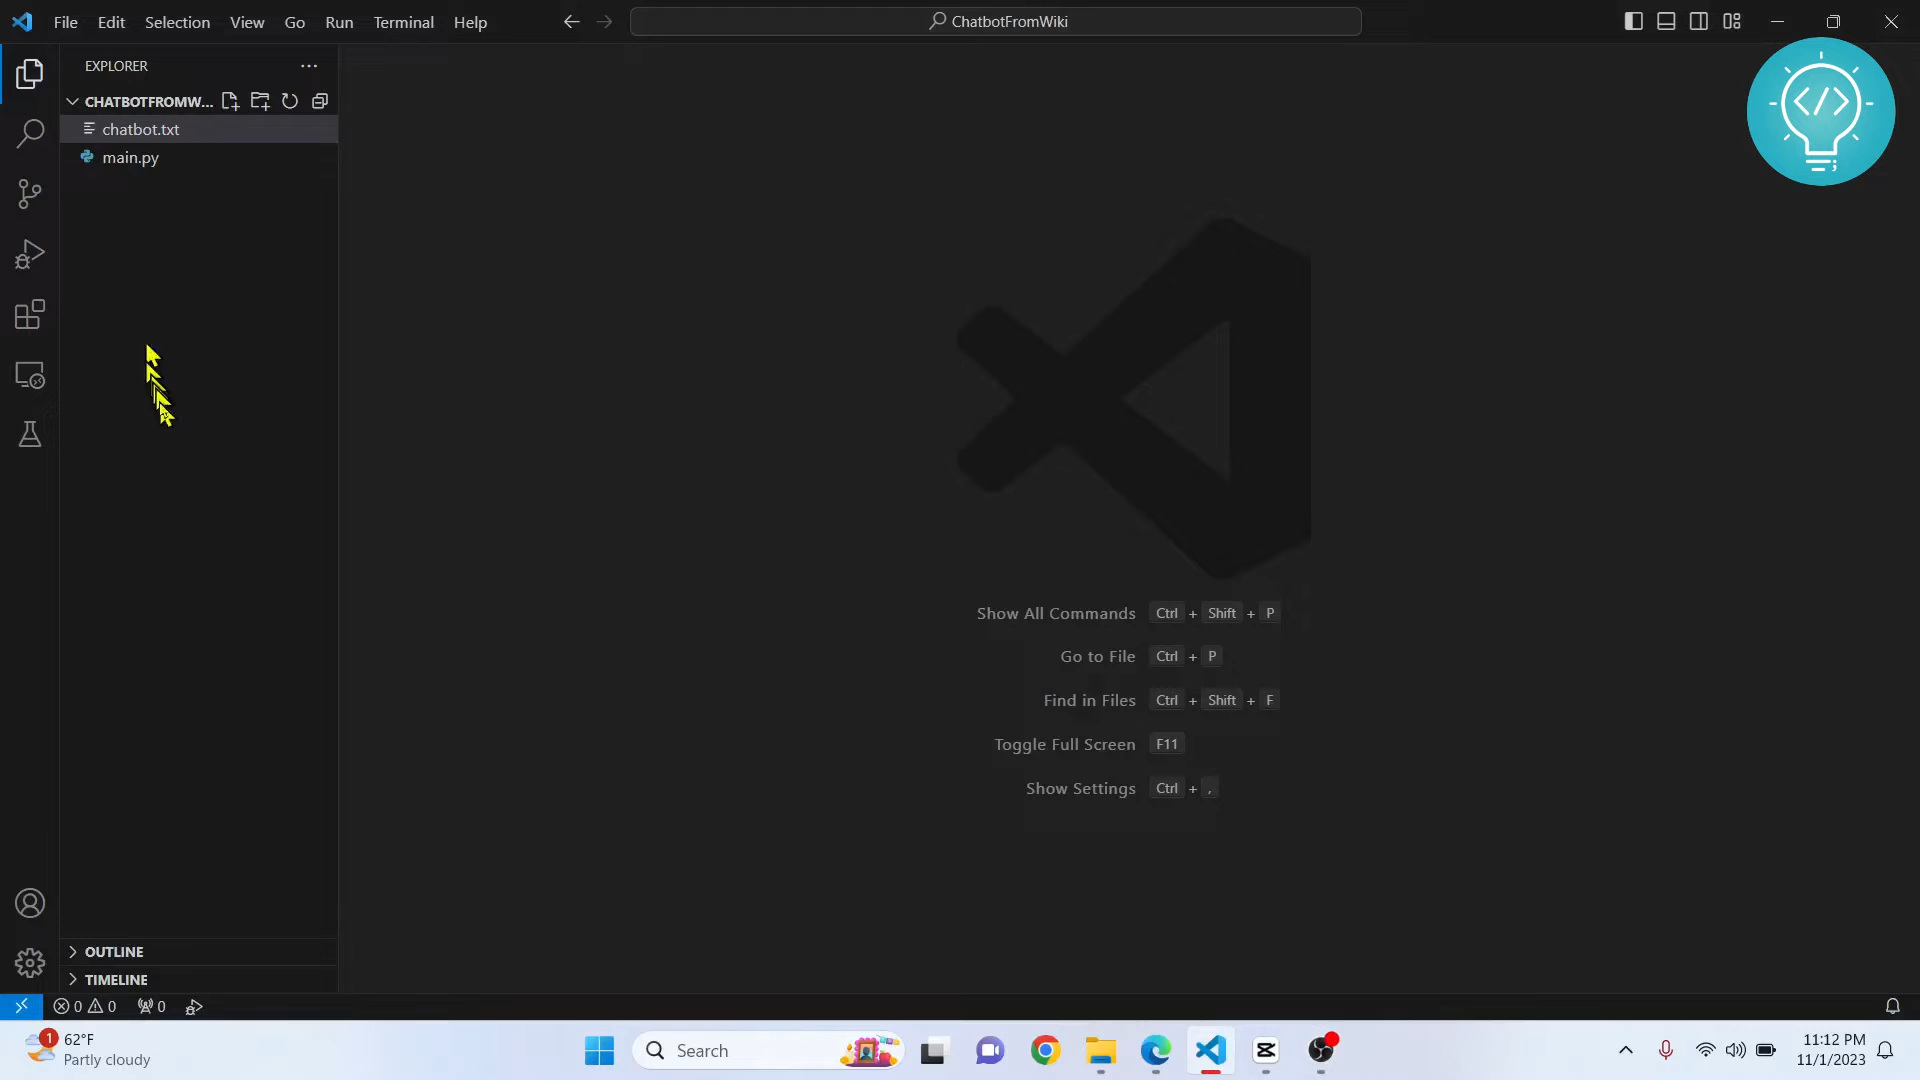 File Edit Selection View Go Run Terminal Help
ChatbotFromWiki
EXPLORER
CHATBOTFROMW...
chatbot.txt
main.py
</>
;
Show All Commands Ctrl + Shift + P
Go to File Ctrl + P
Find in Files Ctrl + Shift + F
Toggle Full Screen F11
Show Settings Ctrl + ,
OUTLINE
TIMELINE
0 0 0
1
62°F
Partly cloudy
Search
11:12 PM
11/1/2023